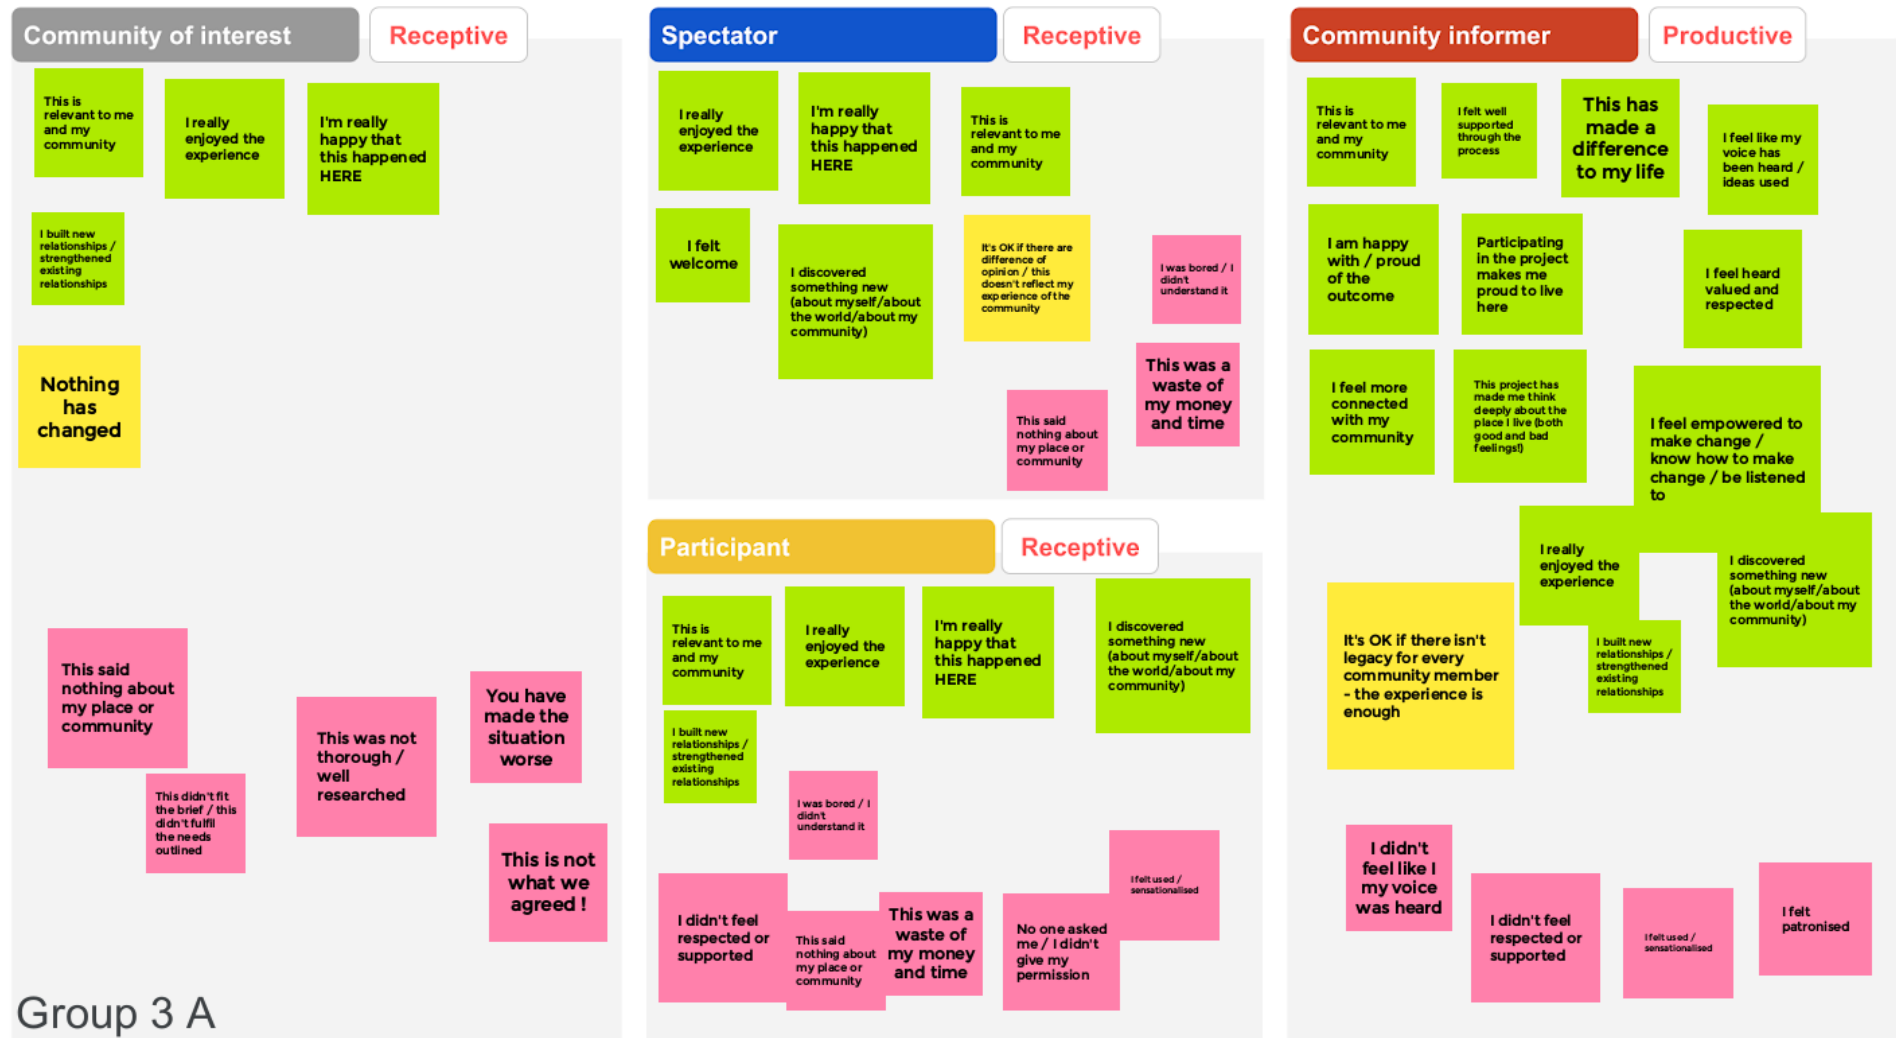 Community of interest
Receptive
This is
relevant to me
and my
community
I really
enjoyed the
experience
I'm really
happy that
this happened
HERE
I built new
relationships /
strengthened
existing
relationships
Nothing
has
changed
This said
nothing about
my place or
community
This didn't fit
the brief / this
didn't fulfil
the needs
outlined
This was not
thorough /
well
researched
You have
made the
situation
worse
This is not
what we
agreed !
Group 3 A
Spectator
Receptive
I really
enjoyed the
experience
I'm really
happy that
this happened
HERE
This is
relevant to me
and my
community
I felt
welcome
I discovered
something new
(about myself/about
the world/about my
community)
It's OK if there are
difference of
opinion / this
doesn't reflect my
experience of the
community
I was bored / I
didn't
understand it
This said
nothing about
my place or
community
This was a
waste of
my money
and time
Participant
Receptive
This is
relevant to me
and my
community
I really
enjoyed the
experience
I'm really
happy that
this happened
HERE
I discovered
something new
(about myself/about
the world/about my
community)
I built new
relationships /
strengthened
existing
relationships
I was bored / I
didn't
understand it
I didn't feel
respected or
supported
This said
nothing about
my place or
community
This was a
waste of
my money
and time
No one asked
me / I didn't
give my
permission
I felt used /
sensationalised
Community informer
Productive
This is
relevant to me
and my
community
I felt well
supported
through the
process
This has
made a
difference
to my life
I feel like my
voice has
been heard /
ideas used
I am happy
with / proud
of the
outcome
Participating
in the project
makes me
proud to live
here
I feel heard
valued and
respected
I feel more
connected
with my
community
This project has
made me think
deeply about the
place I live (both
good and bad
feelings!)
I feel empowered to
make change /
know how to make
change / be listened
to
I really
enjoyed the
experience
I discovered
something new
(about myself/about
the world/about my
community)
I built new
relationships /
strengthened
existing
relationships
It's OK if there isn't
legacy for every
community member
- the experience is
enough
I didn't
feel like I
my voice
was heard
I didn't feel
respected or
supported
I felt used /
sensationalised
I felt
patronised